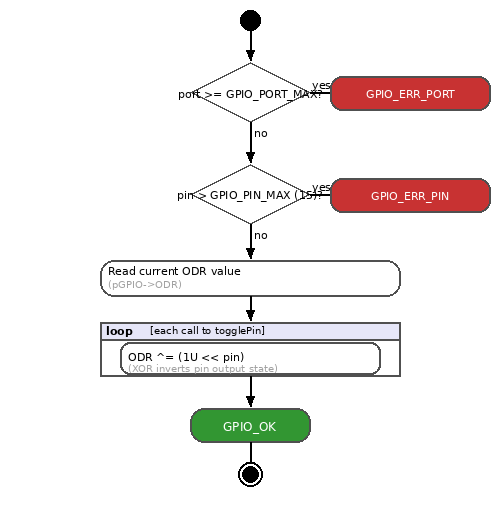 port >= GPIO_PORT_MAX?
yes
GPIO_ERR_PORT
no
pin > GPIO_PIN_MAX (15)?
yes
GPIO_ERR_PIN
no
Read current ODR value
(pGPIO->ODR)
loop [each call to togglePin]
ODR ^= (1U << pin)
(XOR inverts pin output state)
GPIO_OK